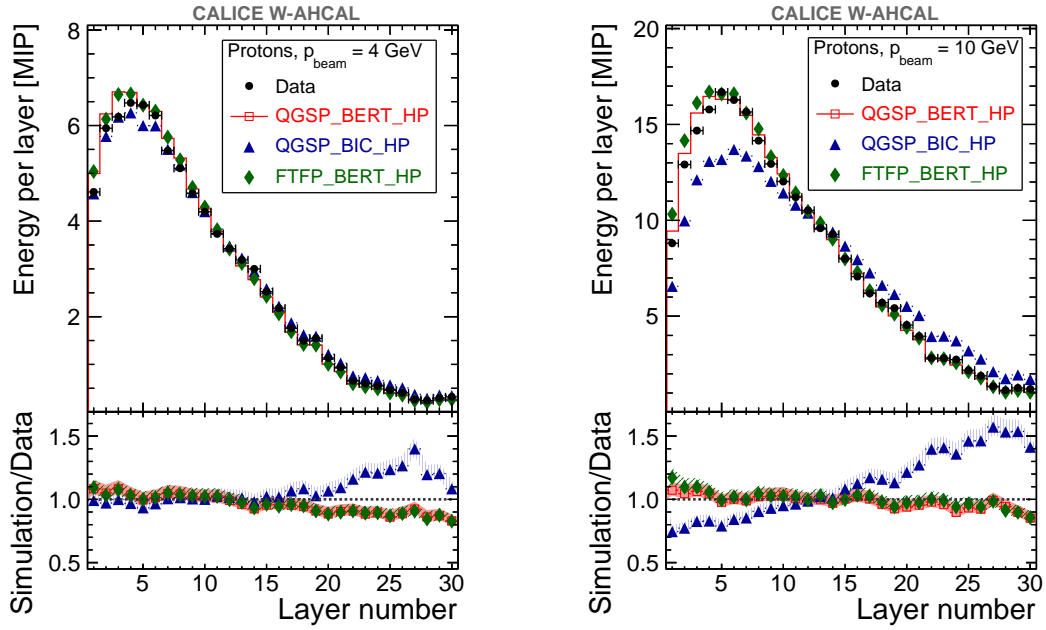 CALICE W-AHCAL
Energy per layer [MIP]
8
6
4
2
Protons, p_beam = 4 GeV
Data
QGSP_BERT_HP
QGSP_BIC_HP
FTFP_BERT_HP
Simulation/Data
1.5
1.0
0.5
5 10 15 20 25 30
Layer number
CALICE W-AHCAL
Energy per layer [MIP]
20
15
10
5
Protons, p_beam = 10 GeV
Data
QGSP_BERT_HP
QGSP_BIC_HP
FTFP_BERT_HP
Simulation/Data
1.5
1.0
0.5
5 10 15 20 25 30
Layer number